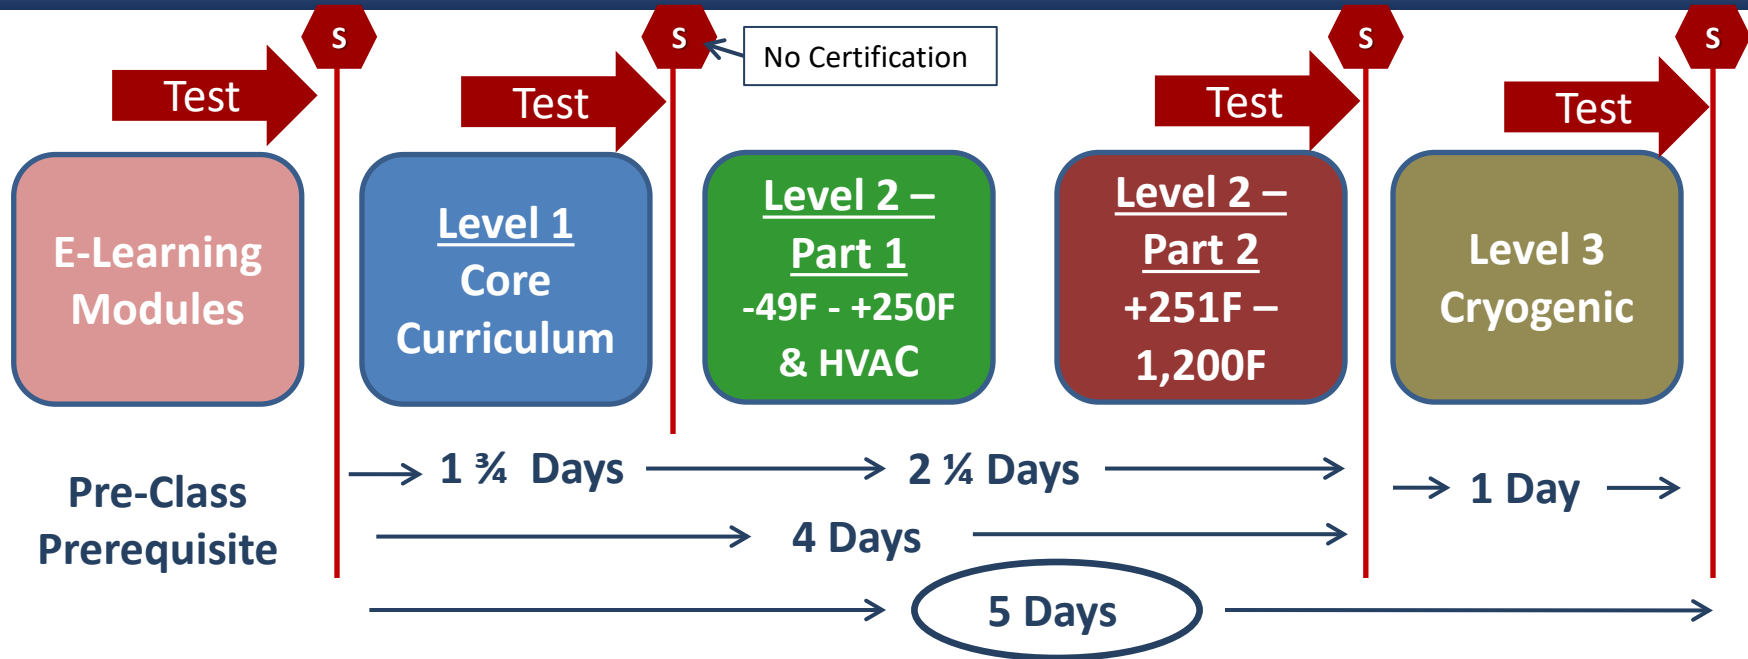 S
S
S
S
No Certification
Test
Test
Test
Test
E-Learning
Modules
Level 1
Core
Curriculum
Level 2 –
Part 1
-49F - +250F
& HVAC
Level 2 –
Part 2
+251F –
1,200F
Level 3
Cryogenic
Pre-Class
Prerequisite
1 ¾ Days
2 ¼ Days
1 Day
4 Days
5 Days